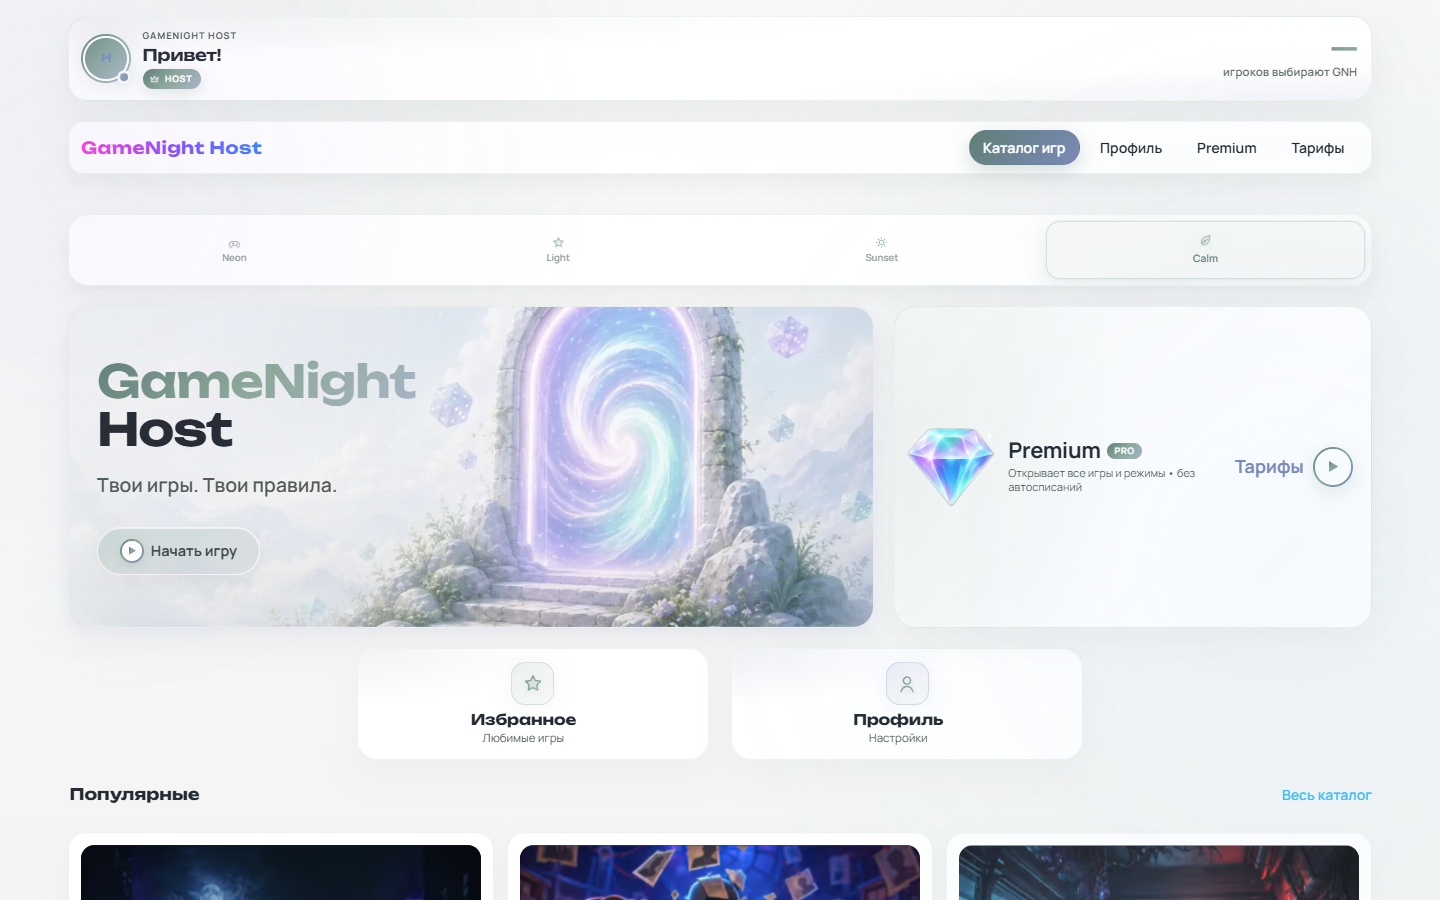 GAMENIGHT HOST
Н
Привет!
HOST
игроков выбирают GNH
GameNight Host
Каталог игр
Профиль
Premium
Тарифы
Neon
Light
Sunset
Calm
GameNight
Host
Твои игры. Твои правила.
Начать игру
Premium PRO
Открывает все игры и режимы • без
автосписаний
Тарифы
Избранное
Любимые игры
Профиль
Настройки
Популярные
Весь каталог